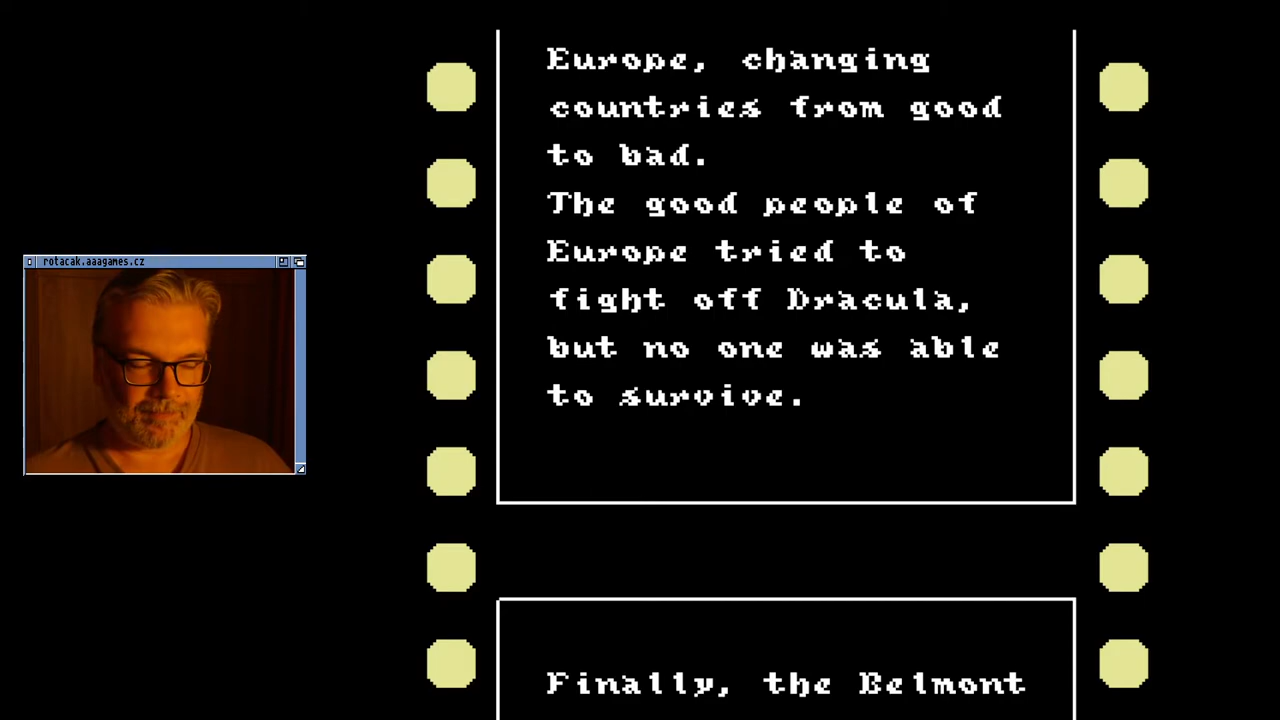 Europe, changing
countries from good
to bad.
The good people of
Europe tried to
fight off Dracula,
but no one was able
to survive.
rotacak.aaagames.cz
Finally, the Belmont